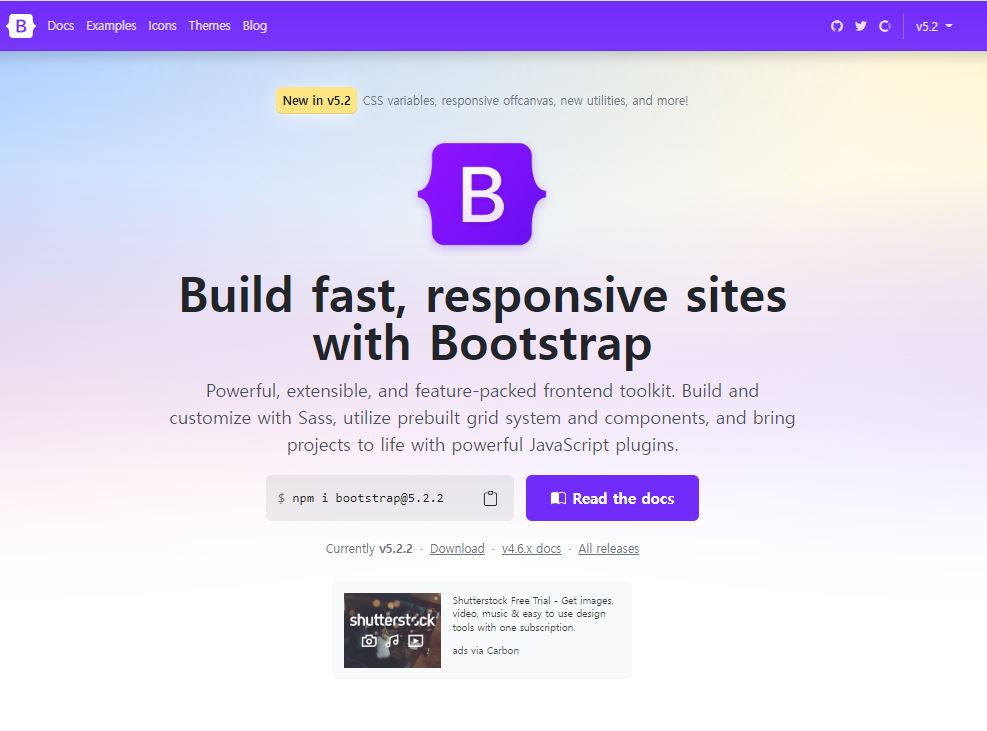 B Docs Examples Icons Themes Blog v5.2
New in v5.2 CSS variables, responsive offcanvas, new utilities, and more!
B
Build fast, responsive sites
with Bootstrap
Powerful, extensible, and feature-packed frontend toolkit. Build and
customize with Sass, utilize prebuilt grid system and components, and bring
projects to life with powerful JavaScript plugins.
$ npm i bootstrap@5.2.2 Read the docs
Currently v5.2.2 · Download · v4.6.x docs · All releases
shutterstock
Shutterstock Free Trial - Get images,
video, music & easy to use design
tools with one subscription.
ads via Carbon